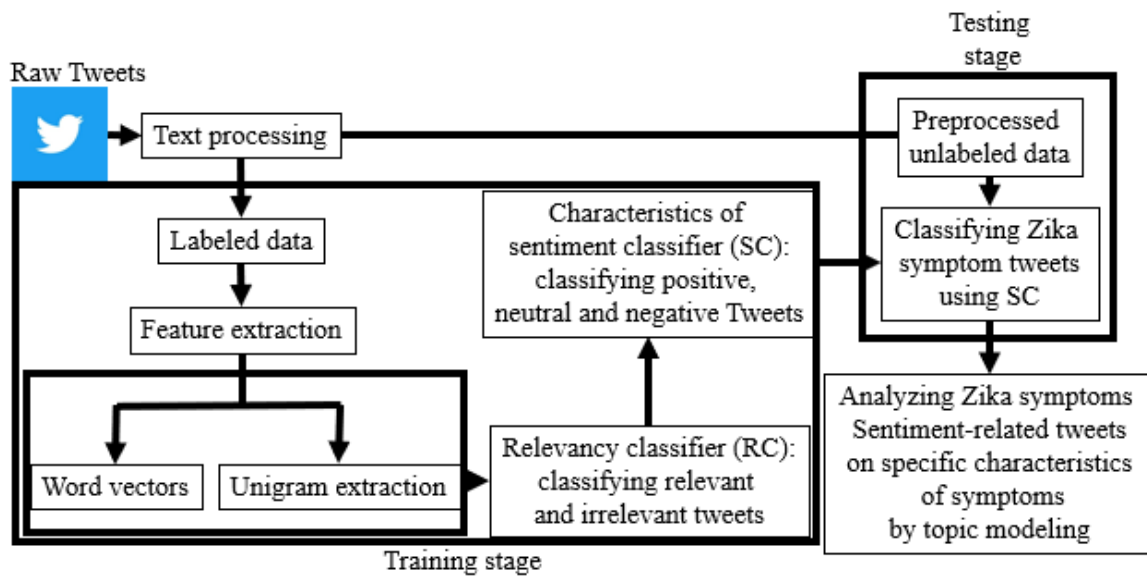 Testing
stage
Raw Tweets
Text processing
Preprocessed
unlabeled data
Labeled data
Characteristics of
sentiment classifier (SC):
classifying positive,
neutral and negative Tweets
Classifying Zika
symptom tweets
using SC
Feature extraction
Word vectors
Unigram extraction
Relevancy classifier (RC):
classifying relevant
and irrelevant tweets
Analyzing Zika symptoms
Sentiment-related tweets
on specific characteristics
of symptoms
by topic modeling
Training stage